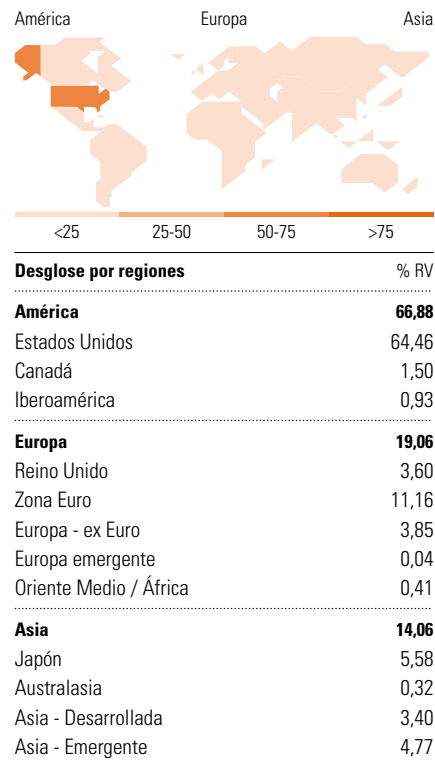 América Europa Asia
<25 25-50 50-75 >75
Desglose por regiones % RV
América 66,88
Estados Unidos 64,46
Canadá 1,50
Iberoamérica 0,93
Europa 19,06
Reino Unido 3,60
Zona Euro 11,16
Europa - ex Euro 3,85
Europa emergente 0,04
Oriente Medio / África 0,41
Asia 14,06
Japón 5,58
Australasia 0,32
Asia - Desarrollada 3,40
Asia - Emergente 4,77